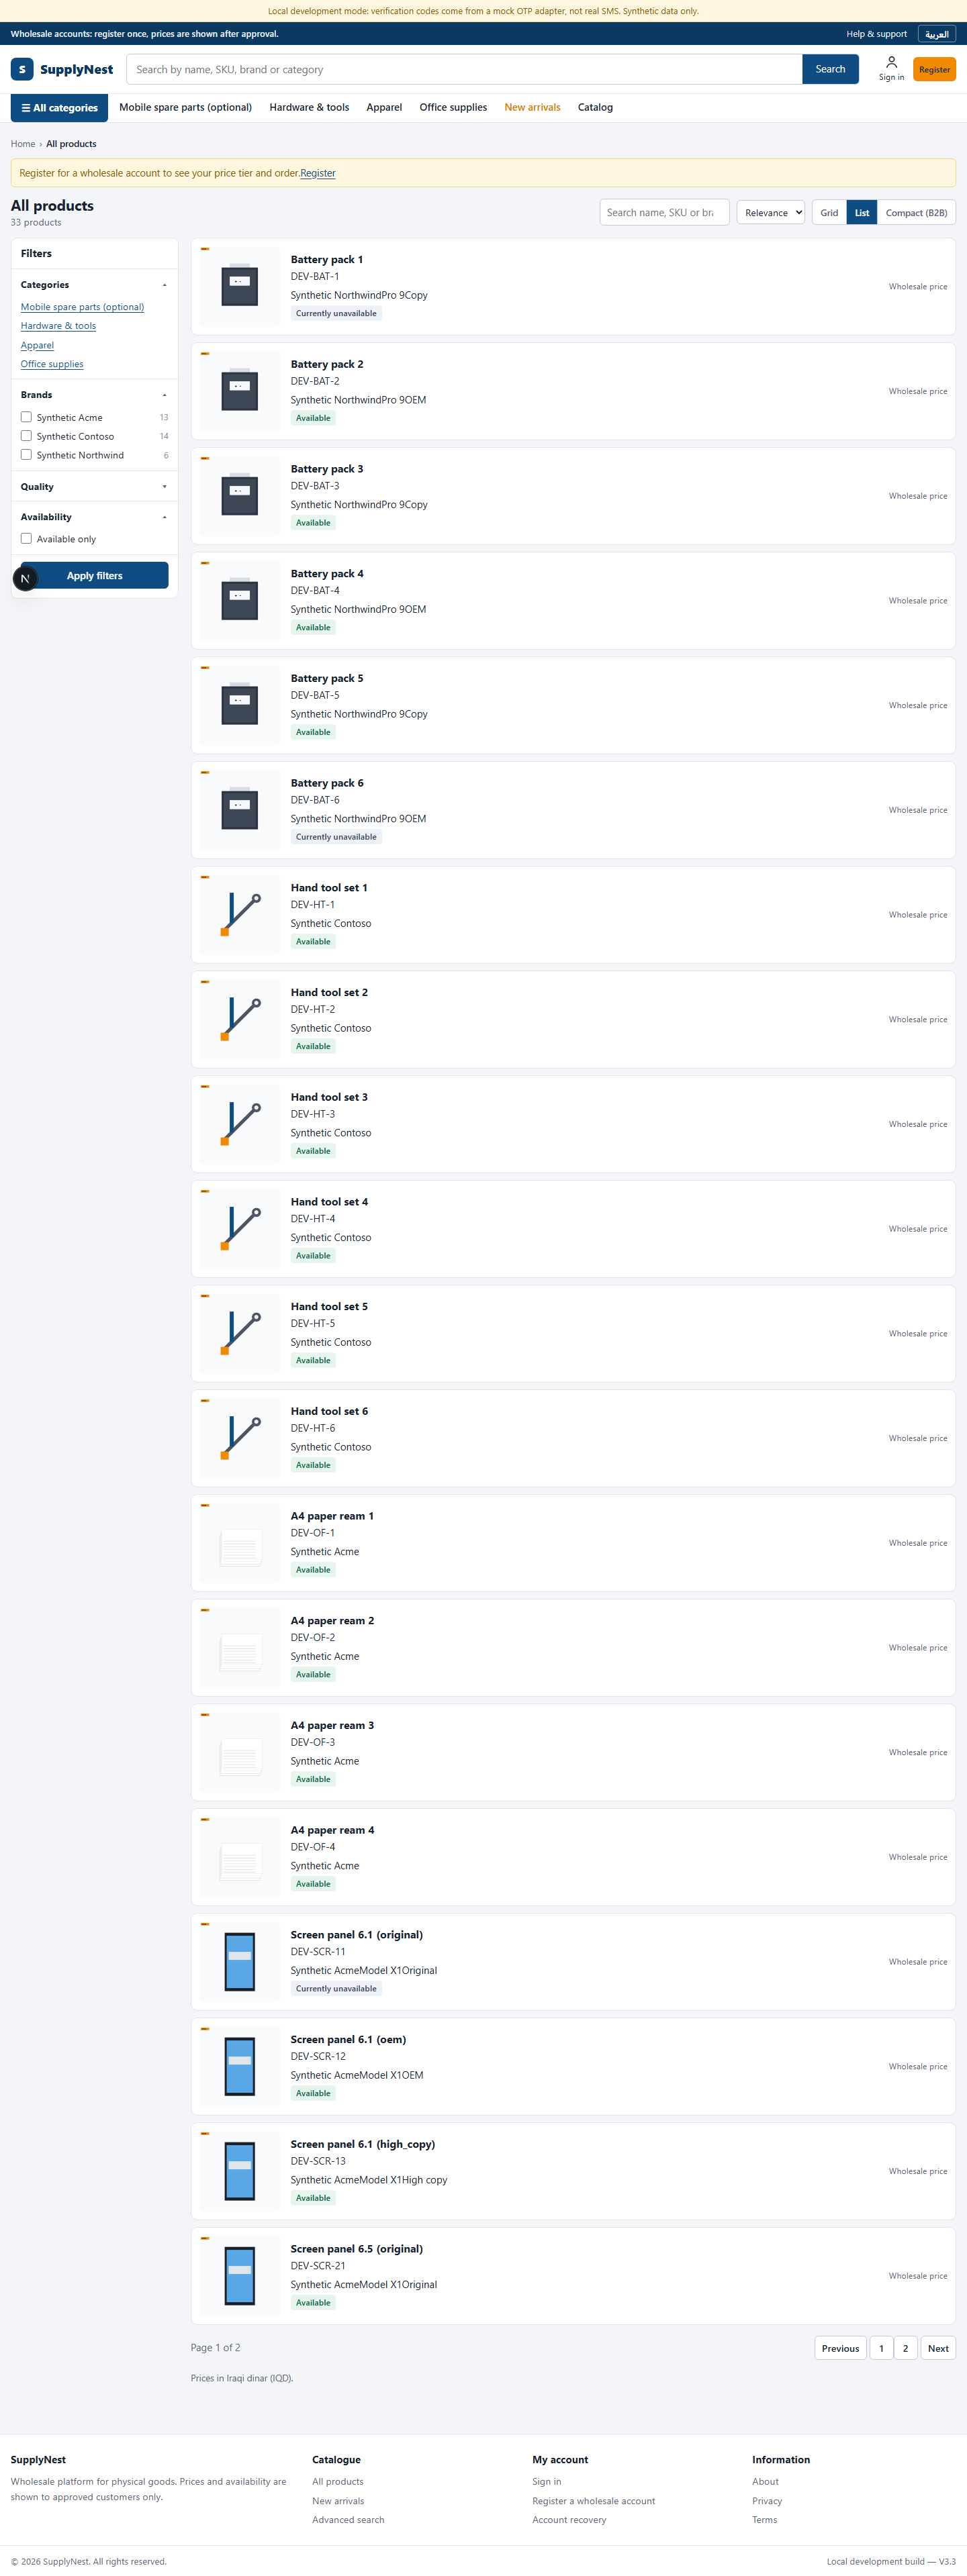 Local development mode: verification codes come from a mock OTP adapter, not real SMS. Synthetic data only.
Wholesale accounts: register once, prices are shown after approval.
Help & support
العربية
S SupplyNest
Search by name, SKU, brand or category
Search
Sign in
Register
☰ All categories
Mobile spare parts (optional)
Hardware & tools
Apparel
Office supplies
New arrivals
Catalog
Home › All products
Register for a wholesale account to see your price tier and order.Register
All products
33 products
Search name, SKU or bra
Relevance
Grid
List
Compact (B2B)
Filters
Categories
Mobile spare parts (optional)
Hardware & tools
Apparel
Office supplies
Brands
Synthetic Acme 13
Synthetic Contoso 14
Synthetic Northwind 6
Quality
Availability
Available only
Apply filters
N
Battery pack 1
DEV-BAT-1
Synthetic NorthwindPro 9Copy
Currently unavailable
Wholesale price
Battery pack 2
DEV-BAT-2
Synthetic NorthwindPro 9OEM
Available
Wholesale price
Battery pack 3
DEV-BAT-3
Synthetic NorthwindPro 9Copy
Available
Wholesale price
Battery pack 4
DEV-BAT-4
Synthetic NorthwindPro 9OEM
Available
Wholesale price
Battery pack 5
DEV-BAT-5
Synthetic NorthwindPro 9Copy
Available
Wholesale price
Battery pack 6
DEV-BAT-6
Synthetic NorthwindPro 9OEM
Currently unavailable
Wholesale price
Hand tool set 1
DEV-HT-1
Synthetic Contoso
Available
Wholesale price
Hand tool set 2
DEV-HT-2
Synthetic Contoso
Available
Wholesale price
Hand tool set 3
DEV-HT-3
Synthetic Contoso
Available
Wholesale price
Hand tool set 4
DEV-HT-4
Synthetic Contoso
Available
Wholesale price
Hand tool set 5
DEV-HT-5
Synthetic Contoso
Available
Wholesale price
Hand tool set 6
DEV-HT-6
Synthetic Contoso
Available
Wholesale price
A4 paper ream 1
DEV-OF-1
Synthetic Acme
Available
Wholesale price
A4 paper ream 2
DEV-OF-2
Synthetic Acme
Available
Wholesale price
A4 paper ream 3
DEV-OF-3
Synthetic Acme
Available
Wholesale price
A4 paper ream 4
DEV-OF-4
Synthetic Acme
Available
Wholesale price
Screen panel 6.1 (original)
DEV-SCR-11
Synthetic AcmeModel X1Original
Currently unavailable
Wholesale price
Screen panel 6.1 (oem)
DEV-SCR-12
Synthetic AcmeModel X1OEM
Available
Wholesale price
Screen panel 6.1 (high_copy)
DEV-SCR-13
Synthetic AcmeModel X1High copy
Available
Wholesale price
Screen panel 6.5 (original)
DEV-SCR-21
Synthetic AcmeModel X1Original
Available
Wholesale price
Page 1 of 2
Previous
1
2
Next
Prices in Iraqi dinar (IQD).
SupplyNest
Wholesale platform for physical goods. Prices and availability are
shown to approved customers only.
Catalogue
All products
New arrivals
Advanced search
My account
Sign in
Register a wholesale account
Account recovery
Information
About
Privacy
Terms
© 2026 SupplyNest. All rights reserved.
Local development build — V3.3